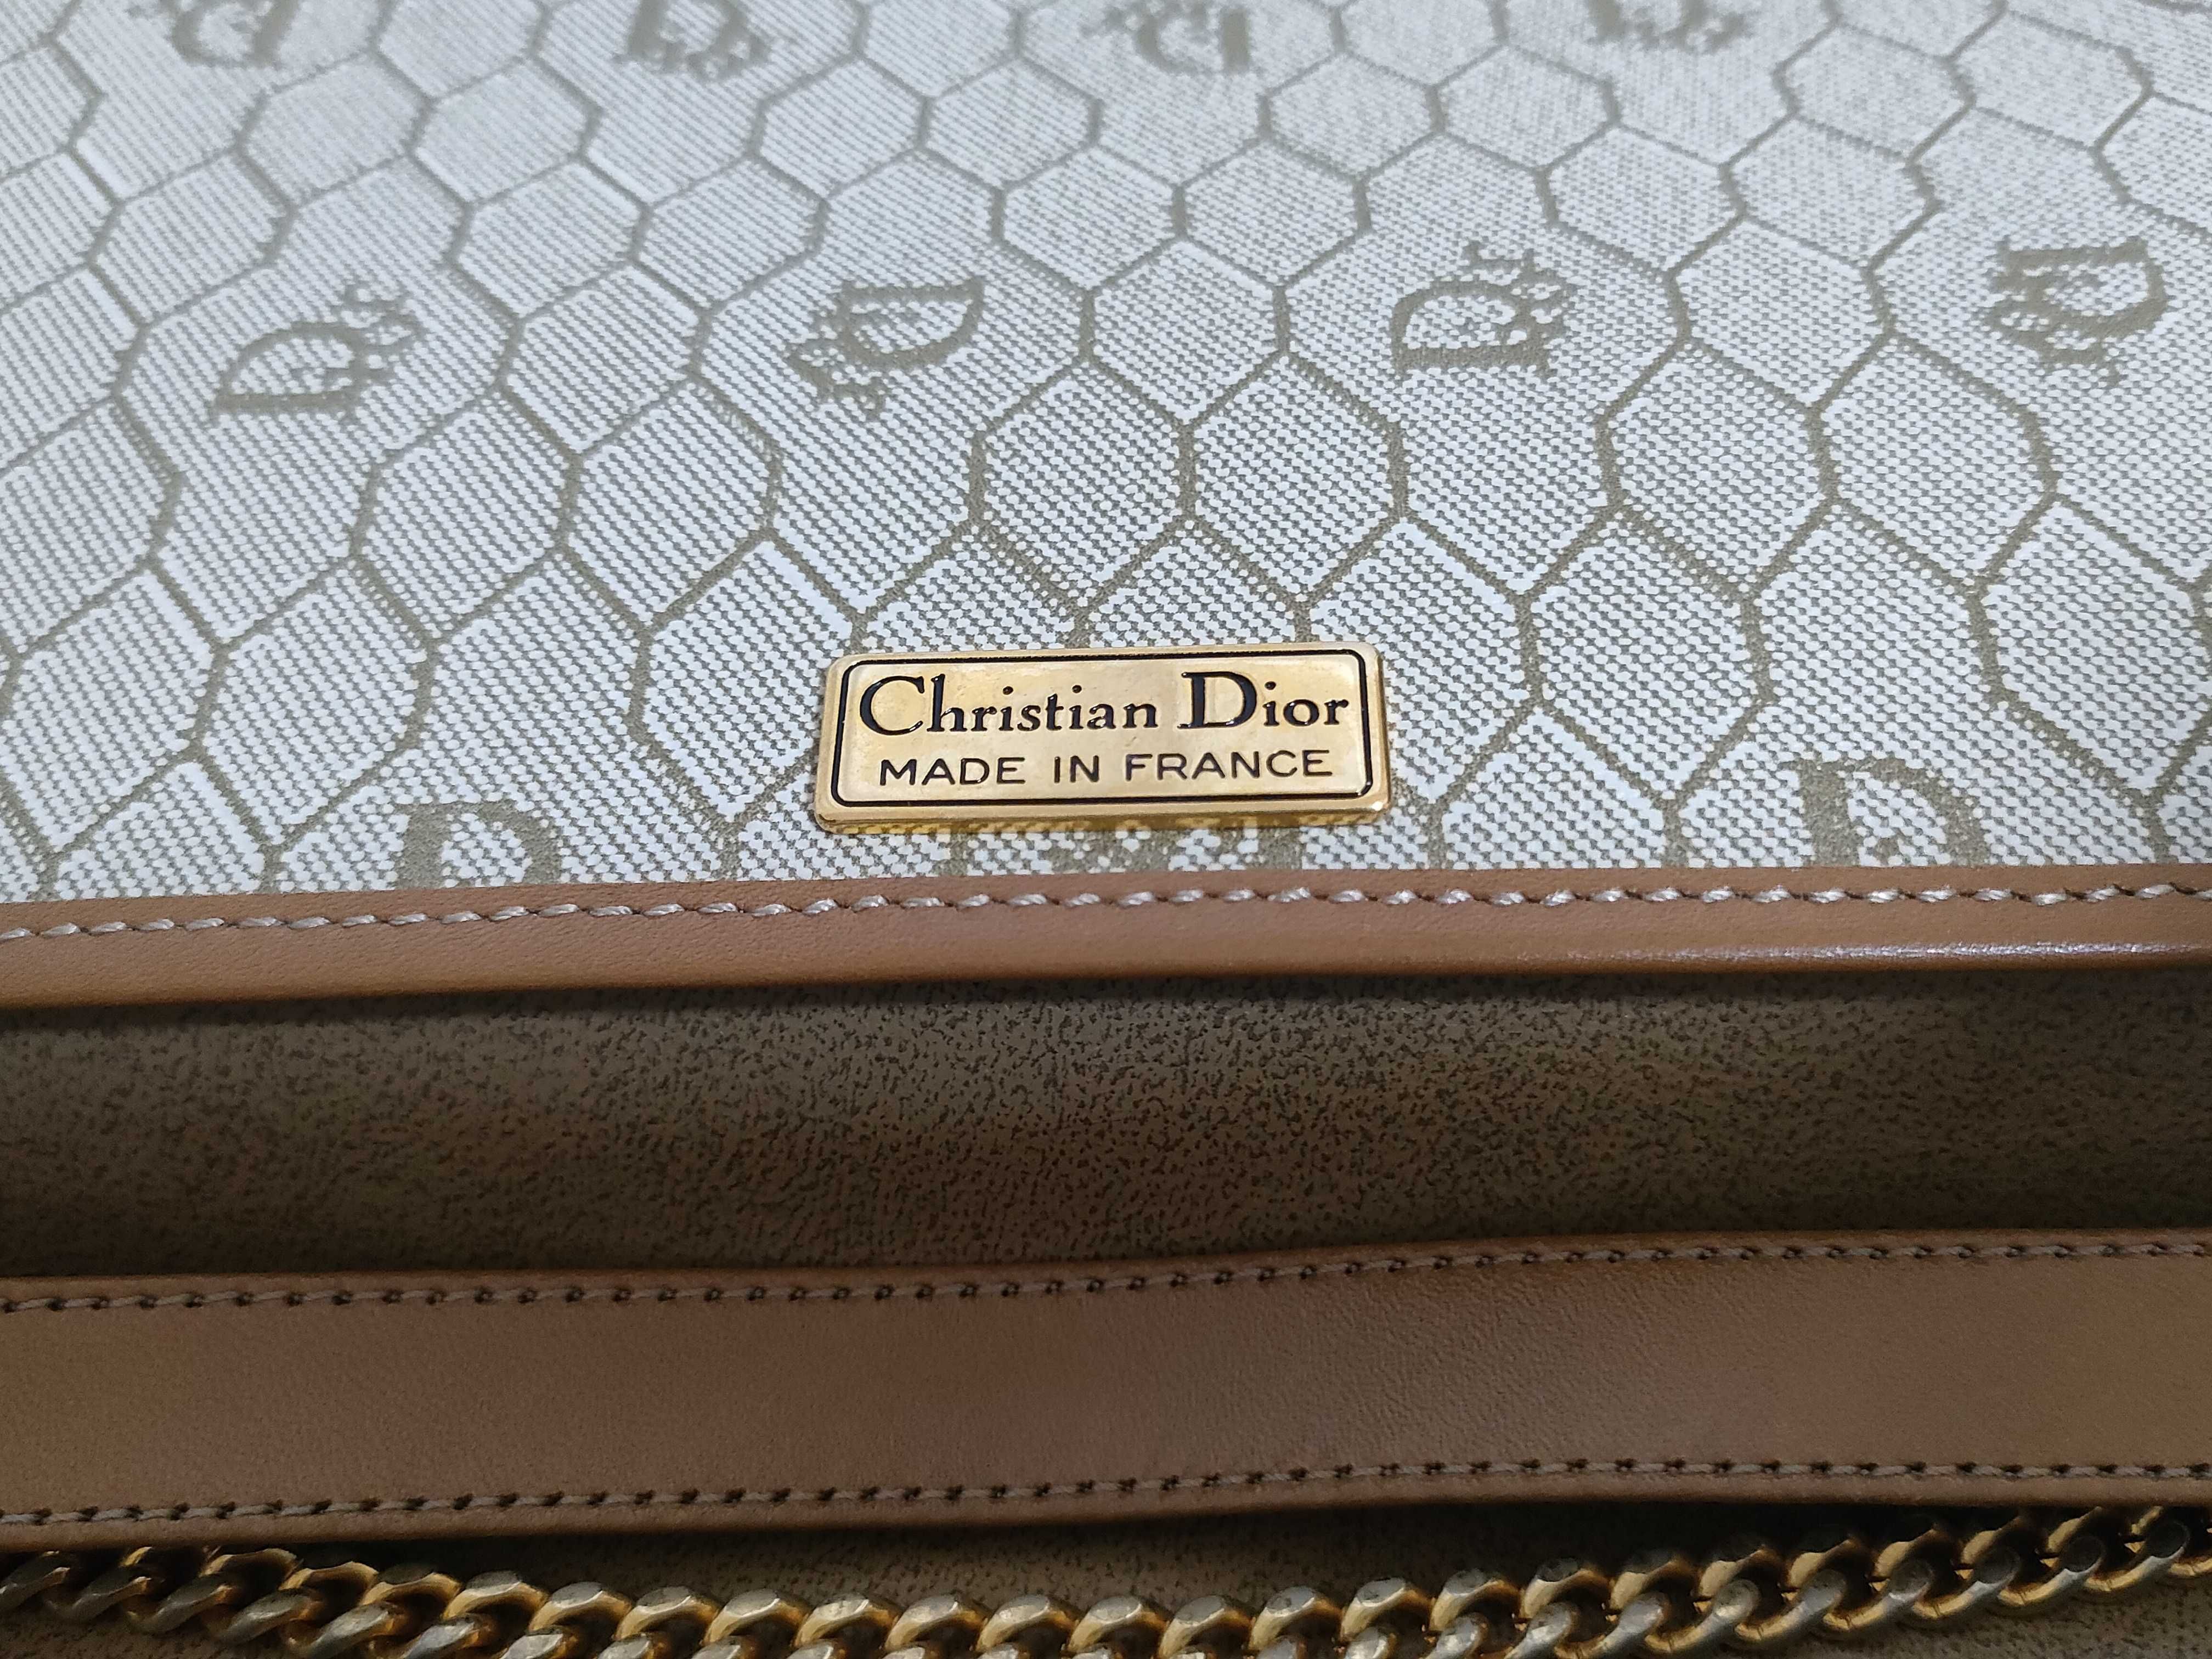 Christian Dior
MADE IN FRANCE